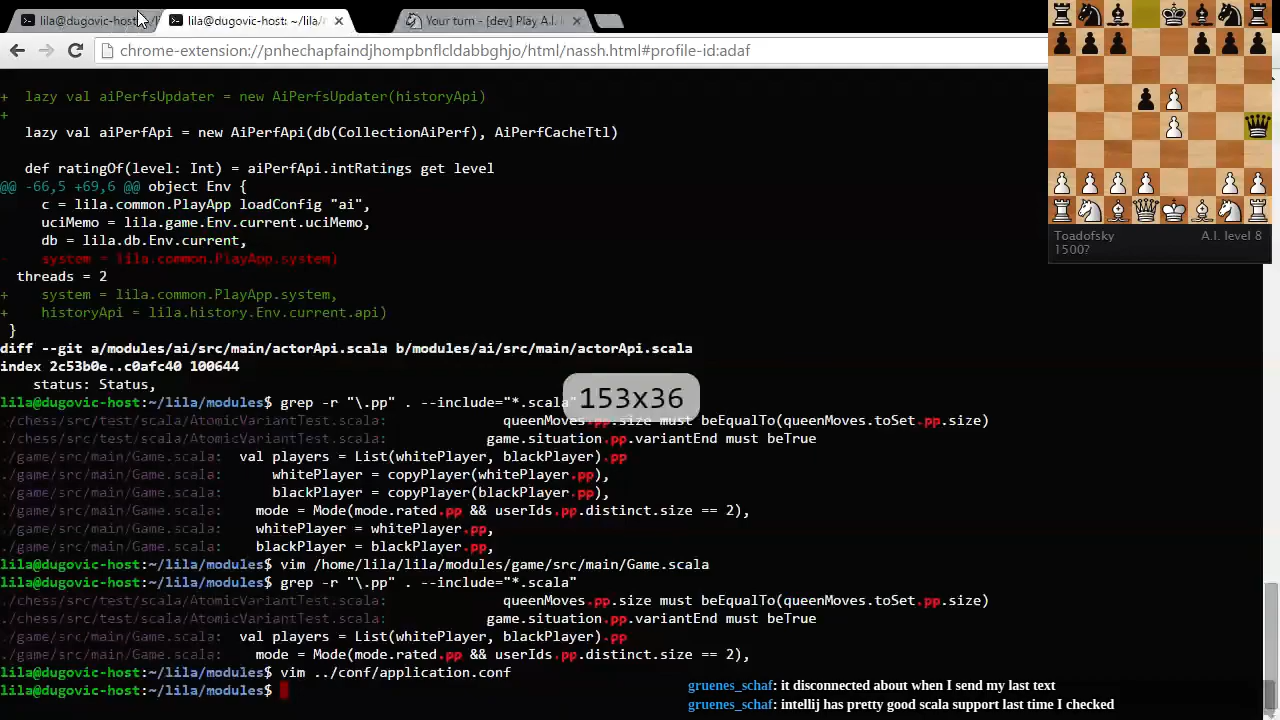 lila@dugovic-host: ~/li
lila@dugovic-host: ~/lila/
Your turn - [dev] Play A.I. l
chrome-extension://pnhechapfaindjhompbnflcldabbghjo/html/nassh.html#profile-id:adaf
+  lazy val aiPerfsUpdater = new AiPerfsUpdater(historyApi)
+
   lazy val aiPerfApi = new AiPerfApi(db(CollectionAiPerf), AiPerfCacheTtl)
   def ratingOf(level: Int) = aiPerfApi.intRatings get level
@@ -66,5 +69,6 @@ object Env {
     c = lila.common.PlayApp loadConfig "ai",
     uciMemo = lila.game.Env.current.uciMemo,
     db = lila.db.Env.current,
-    system = lila.common.PlayApp.system)
  threads = 2
+    system = lila.common.PlayApp.system,
+    historyApi = lila.history.Env.current.api)
 }
diff --git a/modules/ai/src/main/actorApi.scala b/modules/ai/src/main/actorApi.scala
index 2c53b0e..c0afc40 100644
    status: Status,
lila@dugovic-host:~/lila/modules$ grep -r "\.pp" . --include="*.scala"
./chess/src/test/scala/AtomicVariantTest.scala:              queenMoves.pp.size must beEqualTo(queenMoves.toSet.pp.size)
./chess/src/test/scala/AtomicVariantTest.scala:            game.situation.pp.variantEnd must beTrue
./game/src/main/Game.scala:  val players = List(whitePlayer, blackPlayer).pp
./game/src/main/Game.scala:      whitePlayer = copyPlayer(whitePlayer.pp),
./game/src/main/Game.scala:      blackPlayer = copyPlayer(blackPlayer.pp),
./game/src/main/Game.scala:    mode = Mode(mode.rated.pp && userIds.pp.distinct.size == 2),
./game/src/main/Game.scala:    whitePlayer = whitePlayer.pp,
./game/src/main/Game.scala:    blackPlayer = blackPlayer.pp,
lila@dugovic-host:~/lila/modules$ vim /home/lila/lila/modules/game/src/main/Game.scala
lila@dugovic-host:~/lila/modules$ grep -r "\.pp" . --include="*.scala"
./chess/src/test/scala/AtomicVariantTest.scala:              queenMoves.pp.size must beEqualTo(queenMoves.toSet.pp.size)
./chess/src/test/scala/AtomicVariantTest.scala:            game.situation.pp.variantEnd must beTrue
./game/src/main/Game.scala:  val players = List(whitePlayer, blackPlayer).pp
./game/src/main/Game.scala:    mode = Mode(mode.rated.pp && userIds.pp.distinct.size == 2),
lila@dugovic-host:~/lila/modules$ vim ../conf/application.conf
lila@dugovic-host:~/lila/modules$
153x36
Toadofsky A.I. level 8
1500?
gruenes_schaf: it disconnected about when I send my last text
gruenes_schaf: intellij has pretty good scala support last time I checked